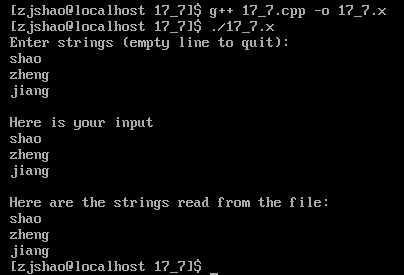 [zjshao@localhost 17_7]$ g++ 17_7.cpp -o 17_7.x
[zjshao@localhost 17_7]$ ./17_7.x
Enter strings (empty line to quit):
shao
zheng
jiang

Here is your input
shao
zheng
jiang

Here are the strings read from the file:
shao
zheng
jiang
[zjshao@localhost 17_7]$ _